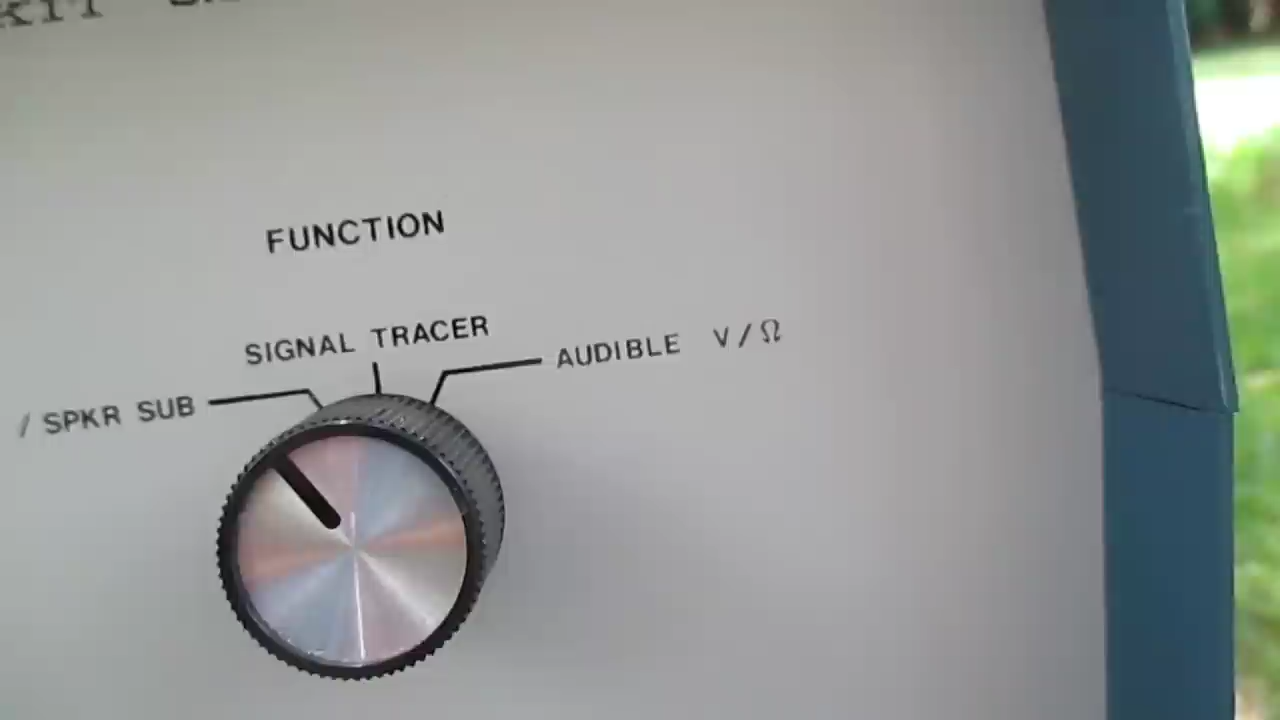 FUNCTION
SIGNAL TRACER
AUDIBLE V/Ω
/ SPKR SUB